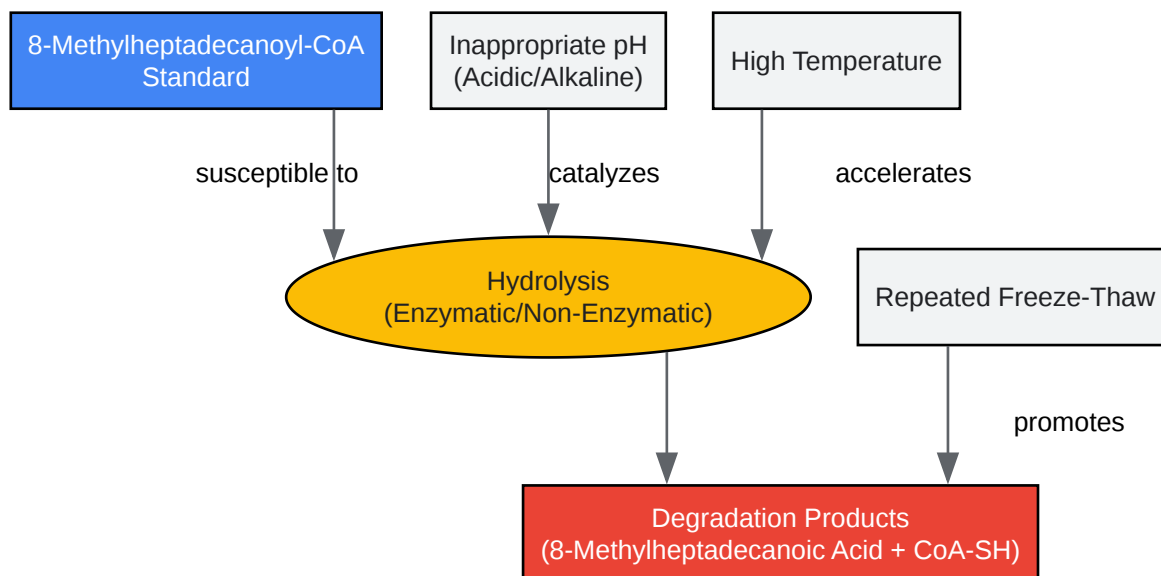 8-Methylheptadecanoyl-CoA
Standard
Inappropriate pH
(Acidic/Alkaline)
High Temperature
susceptible to
catalyzes
accelerates
Hydrolysis
(Enzymatic/Non-Enzymatic)
Repeated Freeze-Thaw
promotes
Degradation Products
(8-Methylheptadecanoic Acid + CoA-SH)